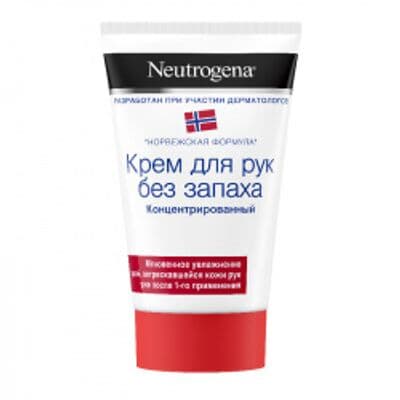 Neutrogena®
РАЗРАБОТАН ПРИ УЧАСТИИ ДЕРМАТОЛОГОВ
"НОРВЕЖСКАЯ ФОРМУЛА"
Крем для рук
без запаха
Концентрированный
Мгновенное увлажнение
для потрескавшейся кожи рук
уже после 1-го применения